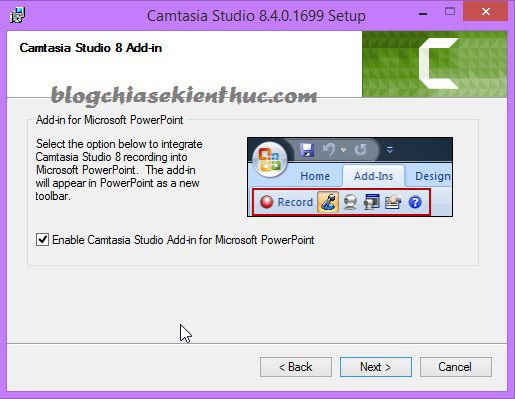 Camtasia Studio 8.4.0.1699 Setup
Camtasia Studio 8 Add-in
blogchiasekienthuc.com
Add-in for Microsoft PowerPoint
Select the option below to integrate
Camtasia Studio 8 recording into
Microsoft PowerPoint. The add-in
will appear in PowerPoint as a new
toolbar.
Home Add-Ins Design
Record
Enable Camtasia Studio Add-in for Microsoft PowerPoint
< Back Next > Cancel